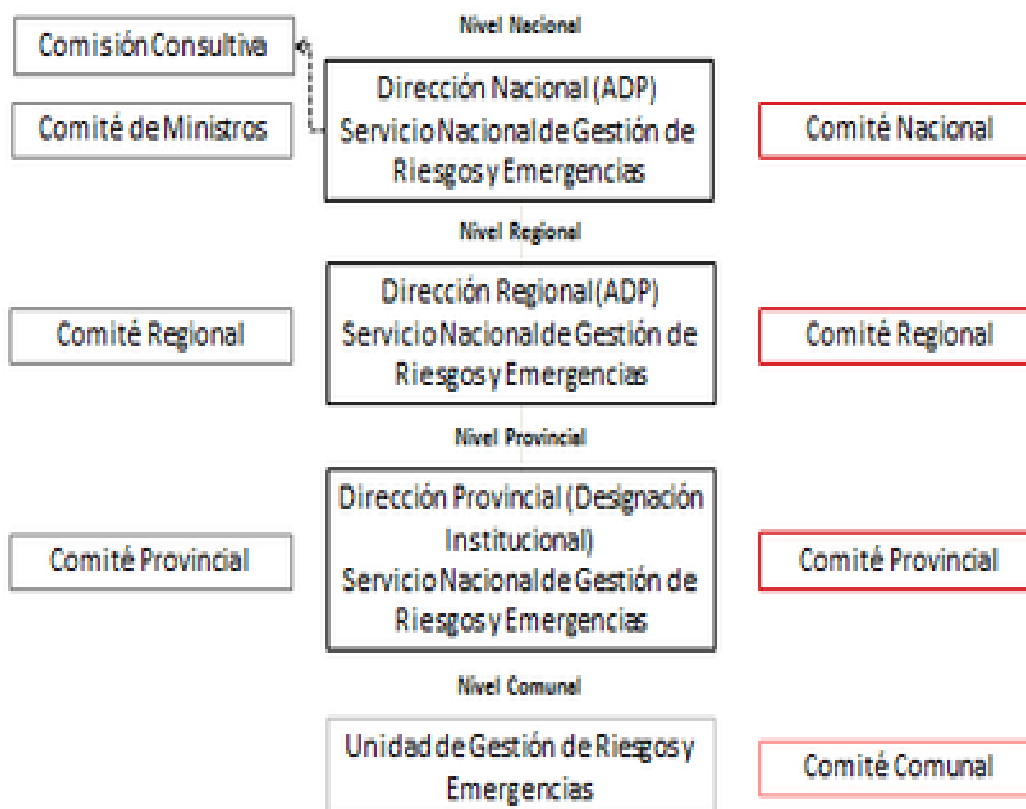 Nivel Nacional
Comisión Consultiva
Dirección Nacional (ADP)
Servicio Nacional de Gestión de
Riesgos y Emergencias
Comité de Ministros
Comité Nacional
Nivel Regional
Dirección Regional (ADP)
Servicio Nacional de Gestión de
Riesgos y Emergencias
Comité Regional
Comité Regional
Nivel Provincial
Dirección Provincial (Designación
Institucional)
Servicio Nacional de Gestión de
Riesgos y Emergencias
Comité Provincial
Comité Provincial
Nivel Comunal
Unidad de Gestión de Riesgos y
Emergencias
Comité Comunal